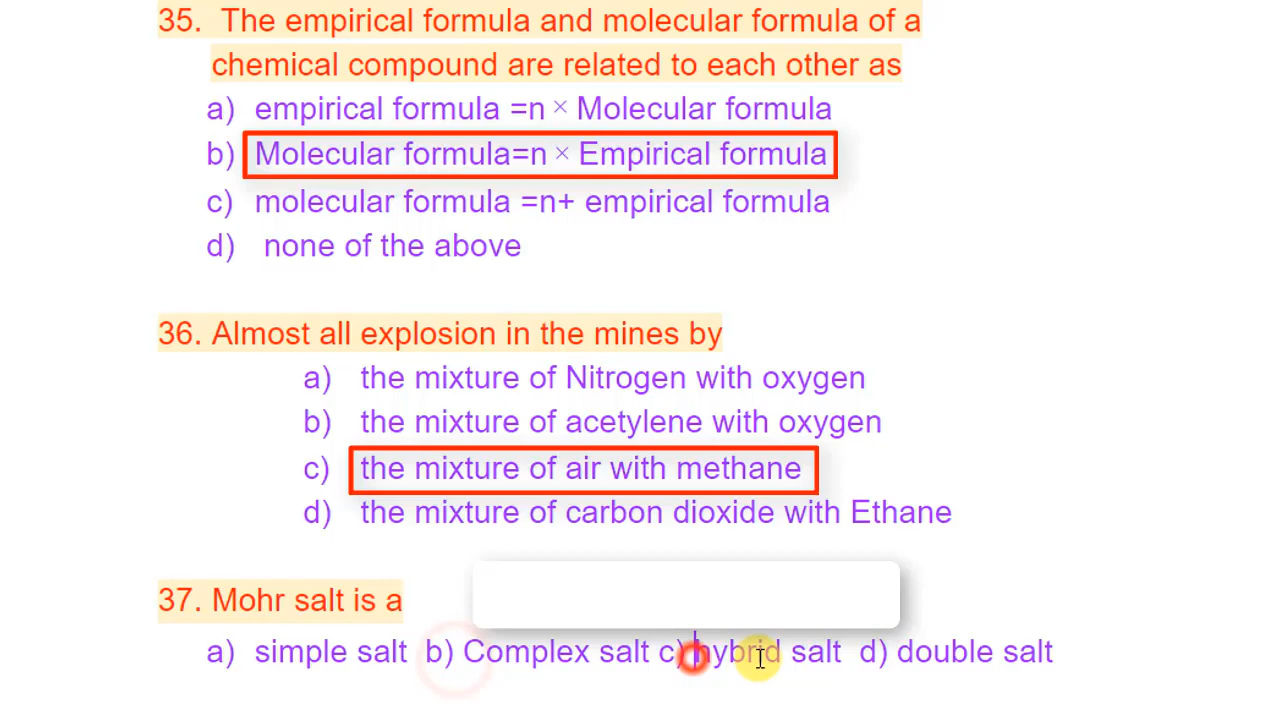 35. The empirical formula and molecular formula of a
chemical compound are related to each other as
a) empirical formula =n × Molecular formula
b) Molecular formula=n × Empirical formula
c) molecular formula =n+ empirical formula
d) none of the above
36. Almost all explosion in the mines by
a) the mixture of Nitrogen with oxygen
b) the mixture of acetylene with oxygen
c) the mixture of air with methane
d) the mixture of carbon dioxide with Ethane
37. Mohr salt is a
a) simple salt b) Complex salt c) hybrid salt d) double salt